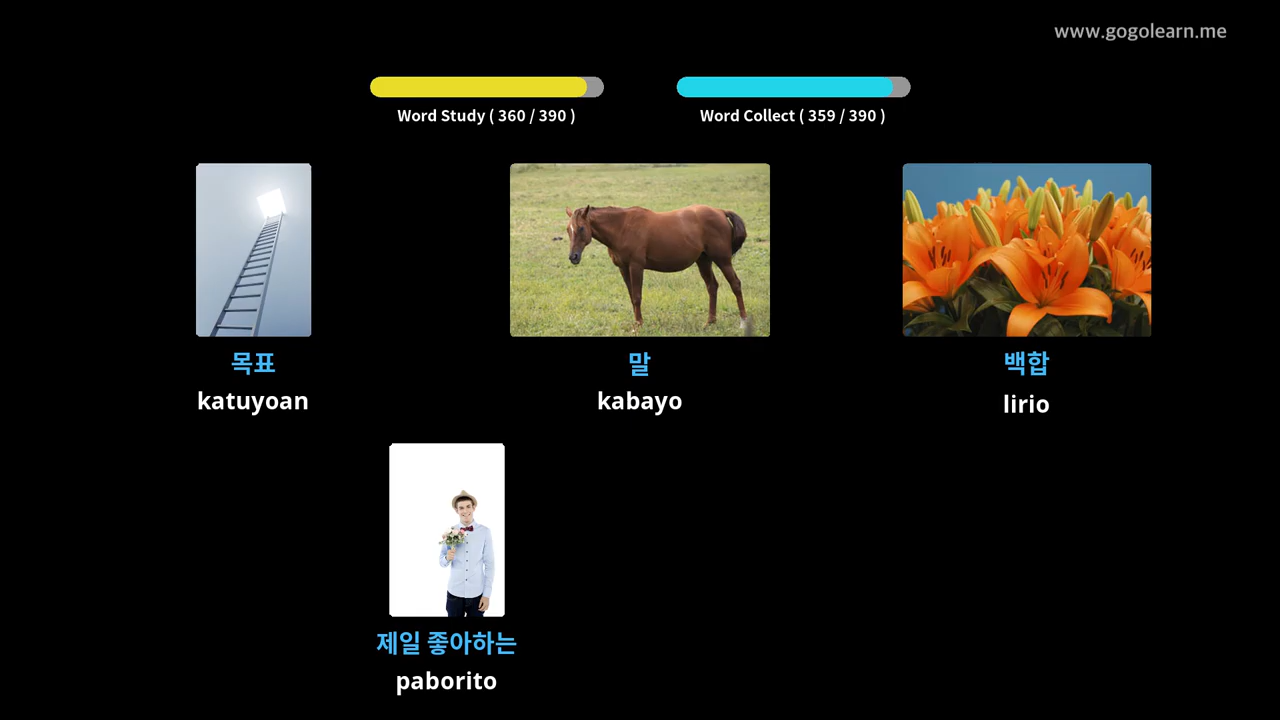 www.gogolearn.me
Word Study ( 360 / 390 )
Word Collect ( 359 / 390 )
목표
katuyoan
말
kabayo
백합
lirio
제일 좋아하는
paborito